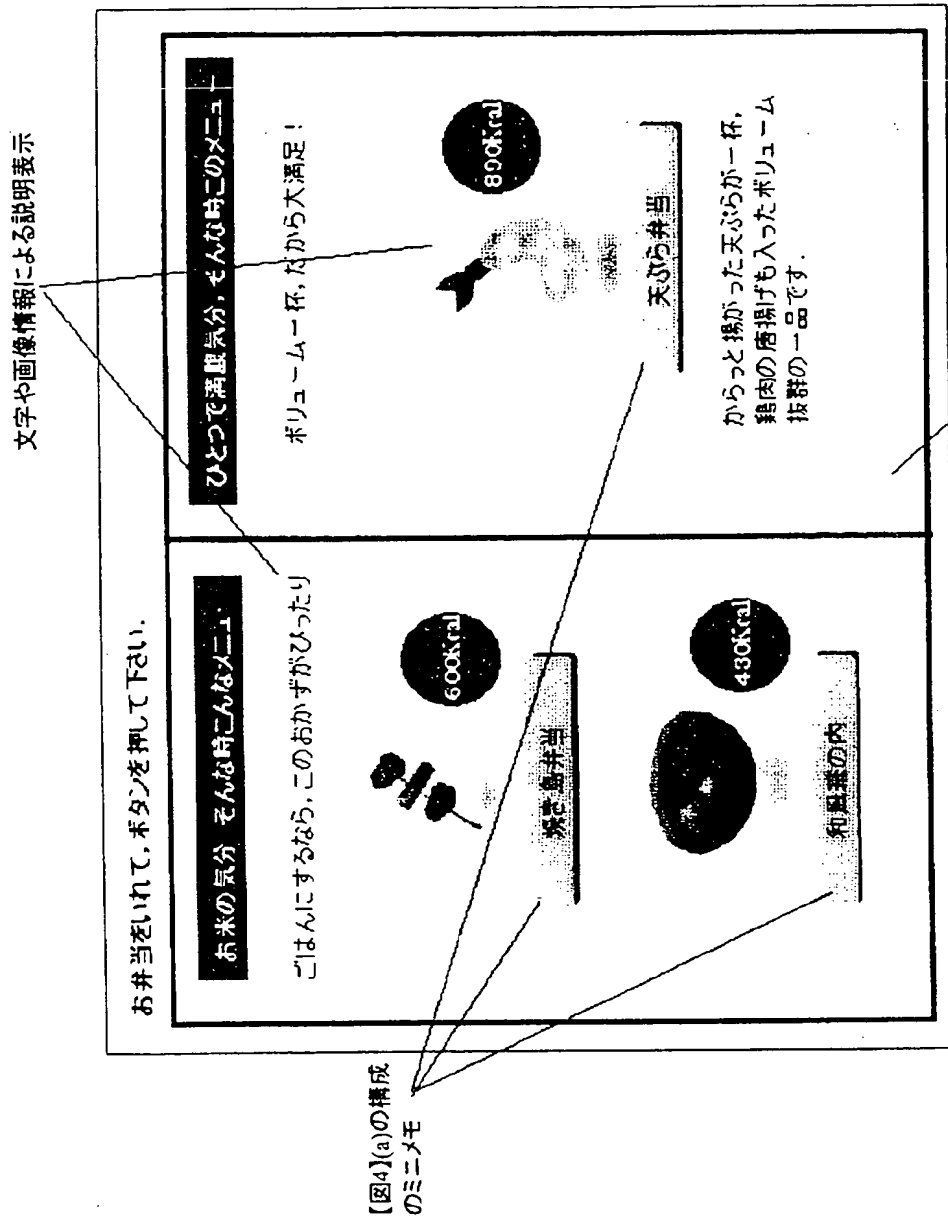 文字や画像情報による説明表示
お弁当をいれて，ボタンを押して下さい．
お米の気分 そんな時こんなメニュー
ごはんにするなら，このおかずがぴったり
600Kcal
焼き鳥弁当
430Kcal
和風幕の内
ひとつで満腹気分，そんな時このメニュー
ボリューム一杯，だから大満足！
890Kcal
天ぷら弁当
からっと揚がった天ぷらが一杯，
鶏肉の唐揚げも入ったボリューム
抜群の一品です．
【図4】(a)の構成
のミニメモ